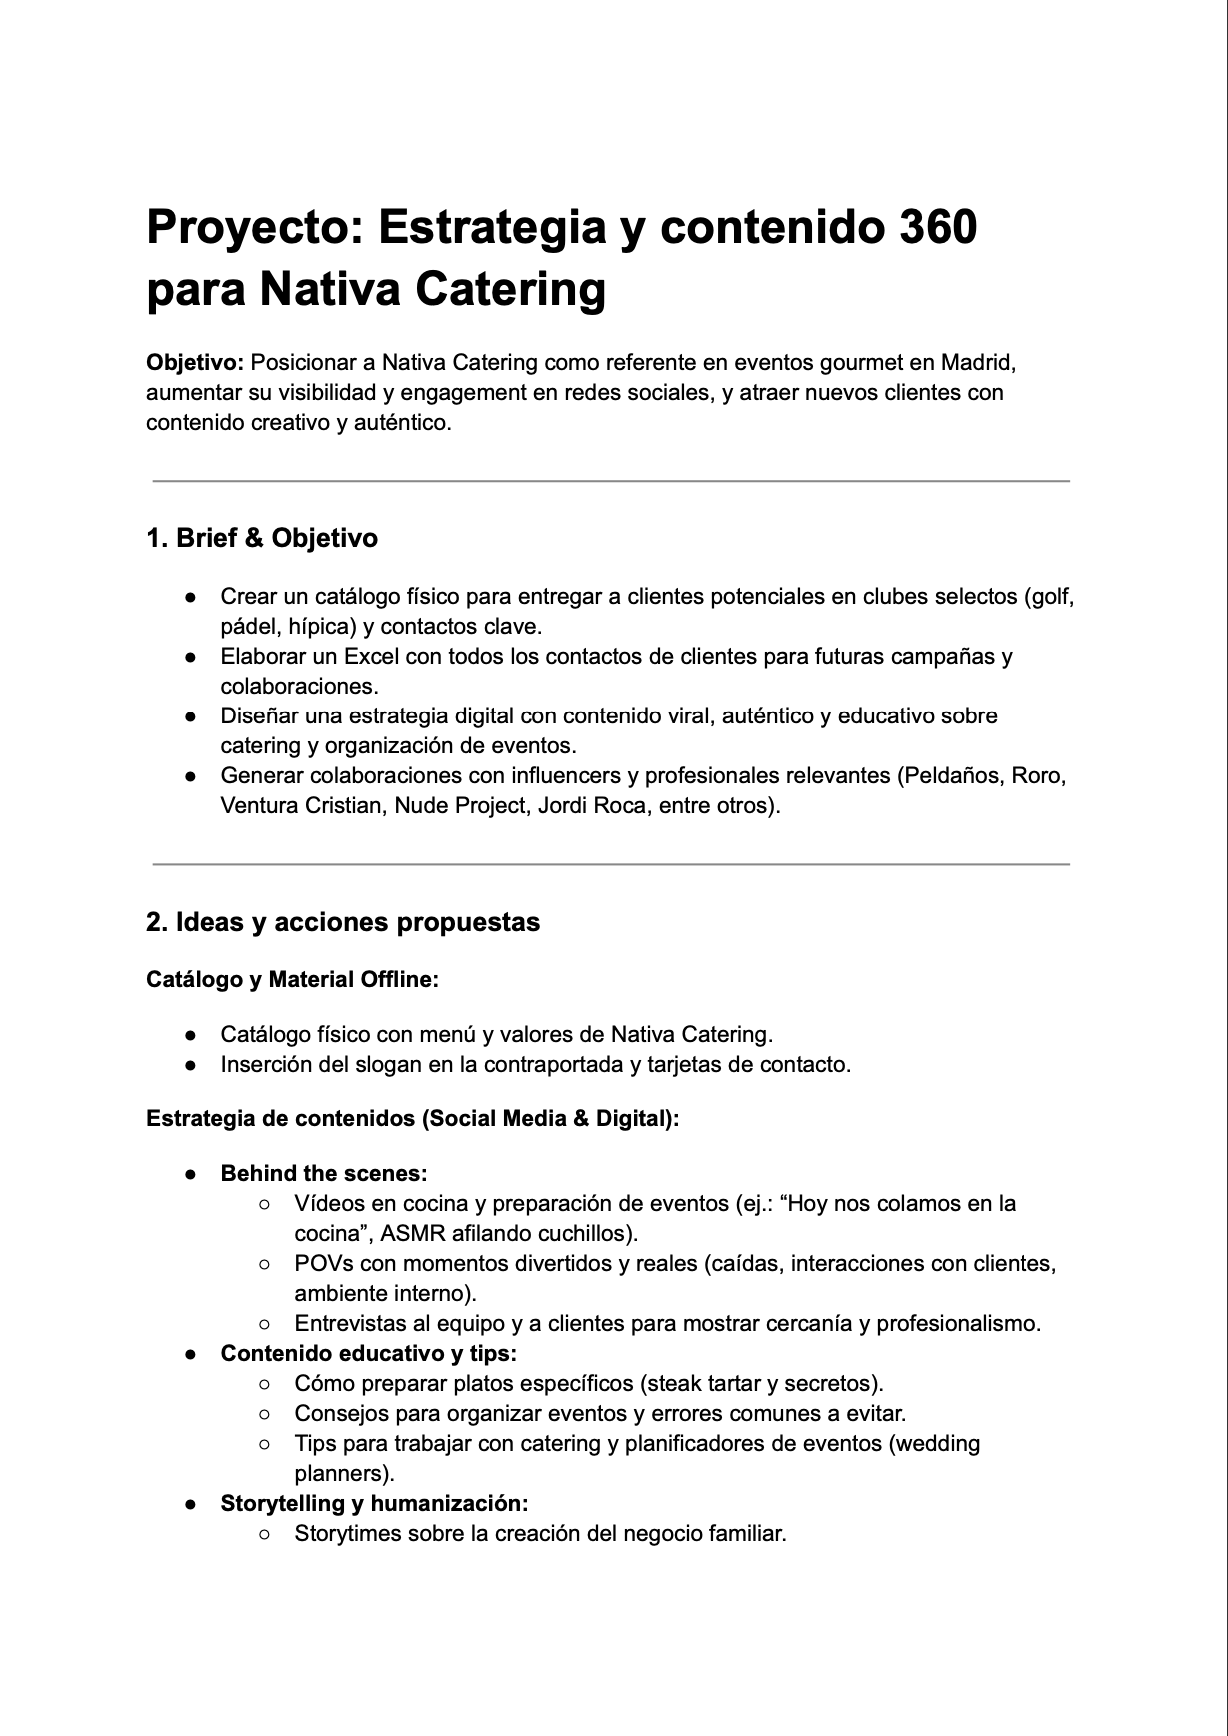 Proyecto: Estrategia y contenido 360
para Nativa Catering
Objetivo: Posicionar a Nativa Catering como referente en eventos gourmet en Madrid,
aumentar su visibilidad y engagement en redes sociales, y atraer nuevos clientes con
contenido creativo y auténtico.
1. Brief & Objetivo
● Crear un catálogo físico para entregar a clientes potenciales en clubes selectos (golf,
pádel, hípica) y contactos clave.
● Elaborar un Excel con todos los contactos de clientes para futuras campañas y
colaboraciones.
● Diseñar una estrategia digital con contenido viral, auténtico y educativo sobre
catering y organización de eventos.
● Generar colaboraciones con influencers y profesionales relevantes (Peldaños, Roro,
Ventura Cristian, Nude Project, Jordi Roca, entre otros).
2. Ideas y acciones propuestas
Catálogo y Material Offline:
● Catálogo físico con menú y valores de Nativa Catering.
● Inserción del slogan en la contraportada y tarjetas de contacto.
Estrategia de contenidos (Social Media & Digital):
● Behind the scenes:
○ Vídeos en cocina y preparación de eventos (ej.: “Hoy nos colamos en la
cocina”, ASMR afilando cuchillos).
○ POVs con momentos divertidos y reales (caídas, interacciones con clientes,
ambiente interno).
○ Entrevistas al equipo y a clientes para mostrar cercanía y profesionalismo.
● Contenido educativo y tips:
○ Cómo preparar platos específicos (steak tartar y secretos).
○ Consejos para organizar eventos y errores comunes a evitar.
○ Tips para trabajar con catering y planificadores de eventos (wedding
planners).
● Storytelling y humanización:
○ Storytimes sobre la creación del negocio familiar.